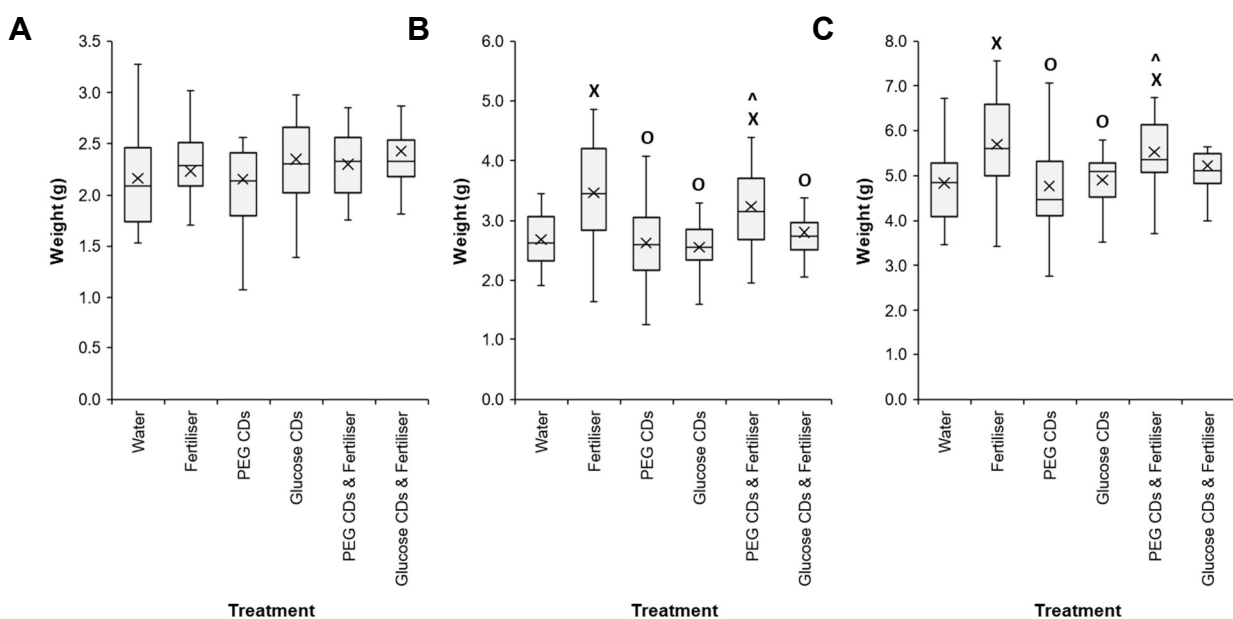 A
3.5
3.0
2.5
2.0
1.5
1.0
0.5
0.0
Weight (g)
Water
Fertiliser
PEG CDs
Glucose CDs
PEG CDs & Fertiliser
Glucose CDs & Fertiliser
Treatment
B
6.0
5.0
4.0
3.0
2.0
1.0
0.0
Weight (g)
X
O
O
^
X
O
Water
Fertiliser
PEG CDs
Glucose CDs
PEG CDs & Fertiliser
Glucose CDs & Fertiliser
Treatment
C
8.0
7.0
6.0
5.0
4.0
3.0
2.0
1.0
0.0
Weight (g)
X
O
O
^
X
Water
Fertiliser
PEG CDs
Glucose CDs
PEG CDs & Fertiliser
Glucose CDs & Fertiliser
Treatment